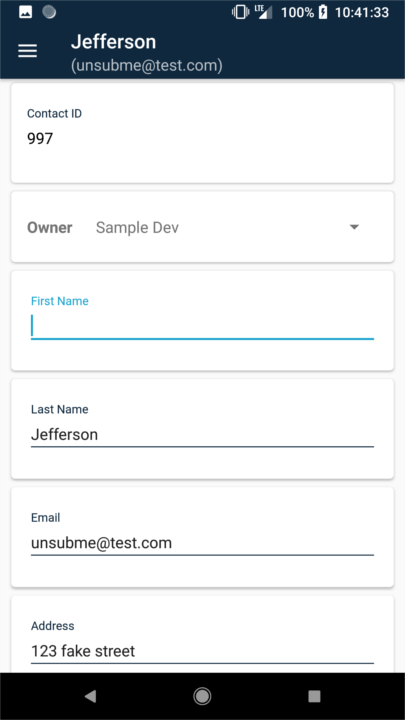 LTE 100% 10:41:33
Jefferson
(unsubme@test.com)
Contact ID
997
Owner Sample Dev
First Name
Last Name
Jefferson
Email
unsubme@test.com
Address
123 fake street